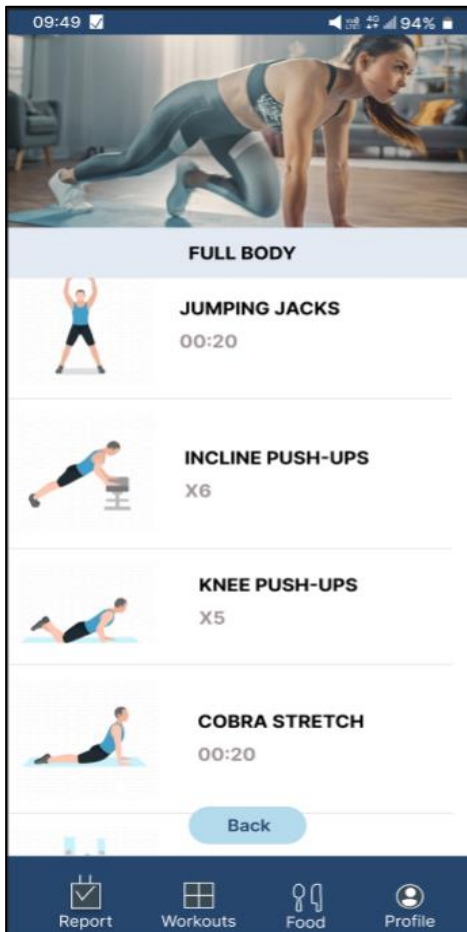 09:49 4G 94%
FULL BODY
JUMPING JACKS
00:20
INCLINE PUSH-UPS
X6
KNEE PUSH-UPS
X5
COBRA STRETCH
00:20
Back
Report Workouts Food Profile